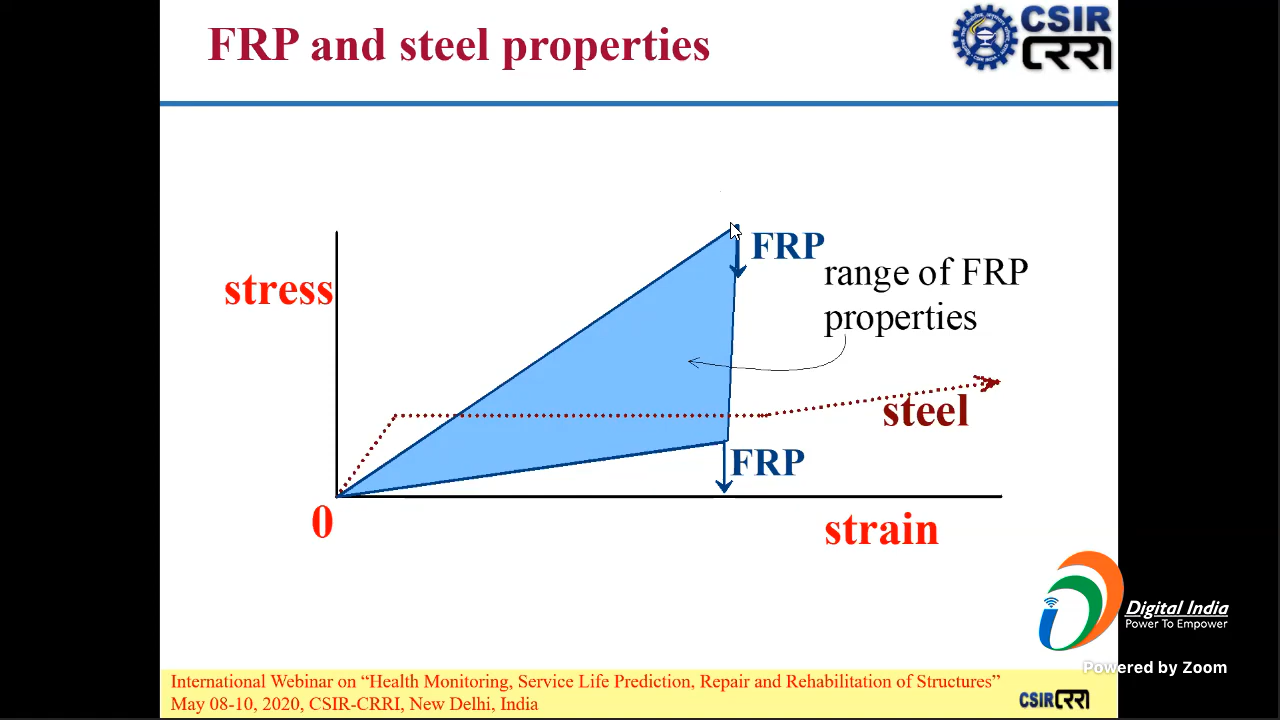 FRP and steel properties
CSIR
CRRI
FRP
range of FRP
properties
stress
steel
FRP
0
strain
Digital India
Power To Empower
Powered by Zoom
International Webinar on “Health Monitoring, Service Life Prediction, Repair and Rehabilitation of Structures”
May 08-10, 2020, CSIR-CRRI, New Delhi, India
CSIR CRRI